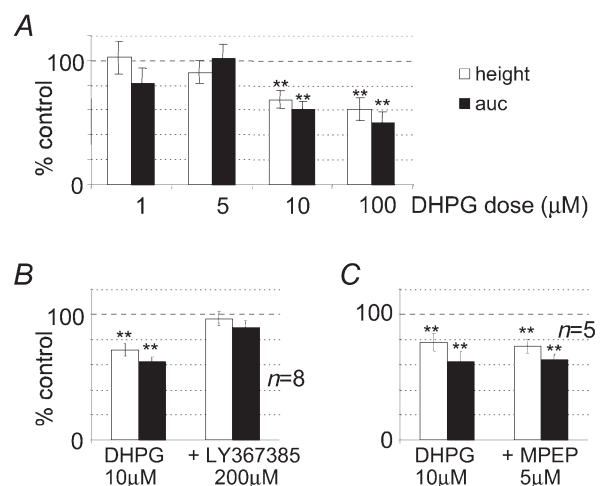 A
% control
100
0
** ** ** **
1 5 10 100 DHPG dose (μM)
height
auc
B
% control
100
0
** **
n=8
DHPG + LY367385
10μM 200μM
C
100
0
** ** ** **
n=5
DHPG + MPEP
10μM 5μM